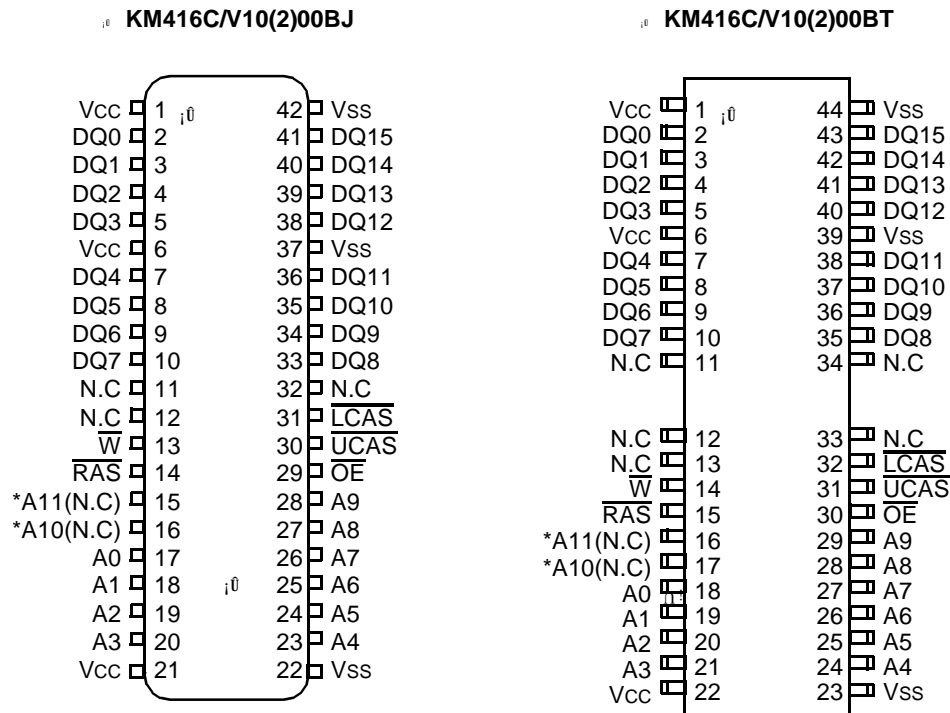 ¡Û KM416C/V10(2)00BJ
VCC 1 ¡Û 42 VSS
DQ0 2 41 DQ15
DQ1 3 40 DQ14
DQ2 4 39 DQ13
DQ3 5 38 DQ12
VCC 6 37 VSS
DQ4 7 36 DQ11
DQ5 8 35 DQ10
DQ6 9 34 DQ9
DQ7 10 33 DQ8
N.C 11 32 N.C
N.C 12 31 LCAS
W 13 30 UCAS
RAS 14 29 OE
*A11(N.C) 15 28 A9
*A10(N.C) 16 27 A8
A0 17 26 A7
A1 18 ¡Û 25 A6
A2 19 24 A5
A3 20 23 A4
VCC 21 22 VSS
¡Û KM416C/V10(2)00BT
VCC 1 ¡Û 44 VSS
DQ0 2 43 DQ15
DQ1 3 42 DQ14
DQ2 4 41 DQ13
DQ3 5 40 DQ12
VCC 6 39 VSS
DQ4 7 38 DQ11
DQ5 8 37 DQ10
DQ6 9 36 DQ9
DQ7 10 35 DQ8
N.C 11 34 N.C
N.C 12 33 N.C
N.C 13 32 LCAS
W 14 31 UCAS
RAS 15 30 OE
*A11(N.C) 16 29 A9
*A10(N.C) 17 28 A8
A0 18 27 A7
A1 19 26 A6
A2 20 25 A5
A3 21 24 A4
VCC 22 23 VSS